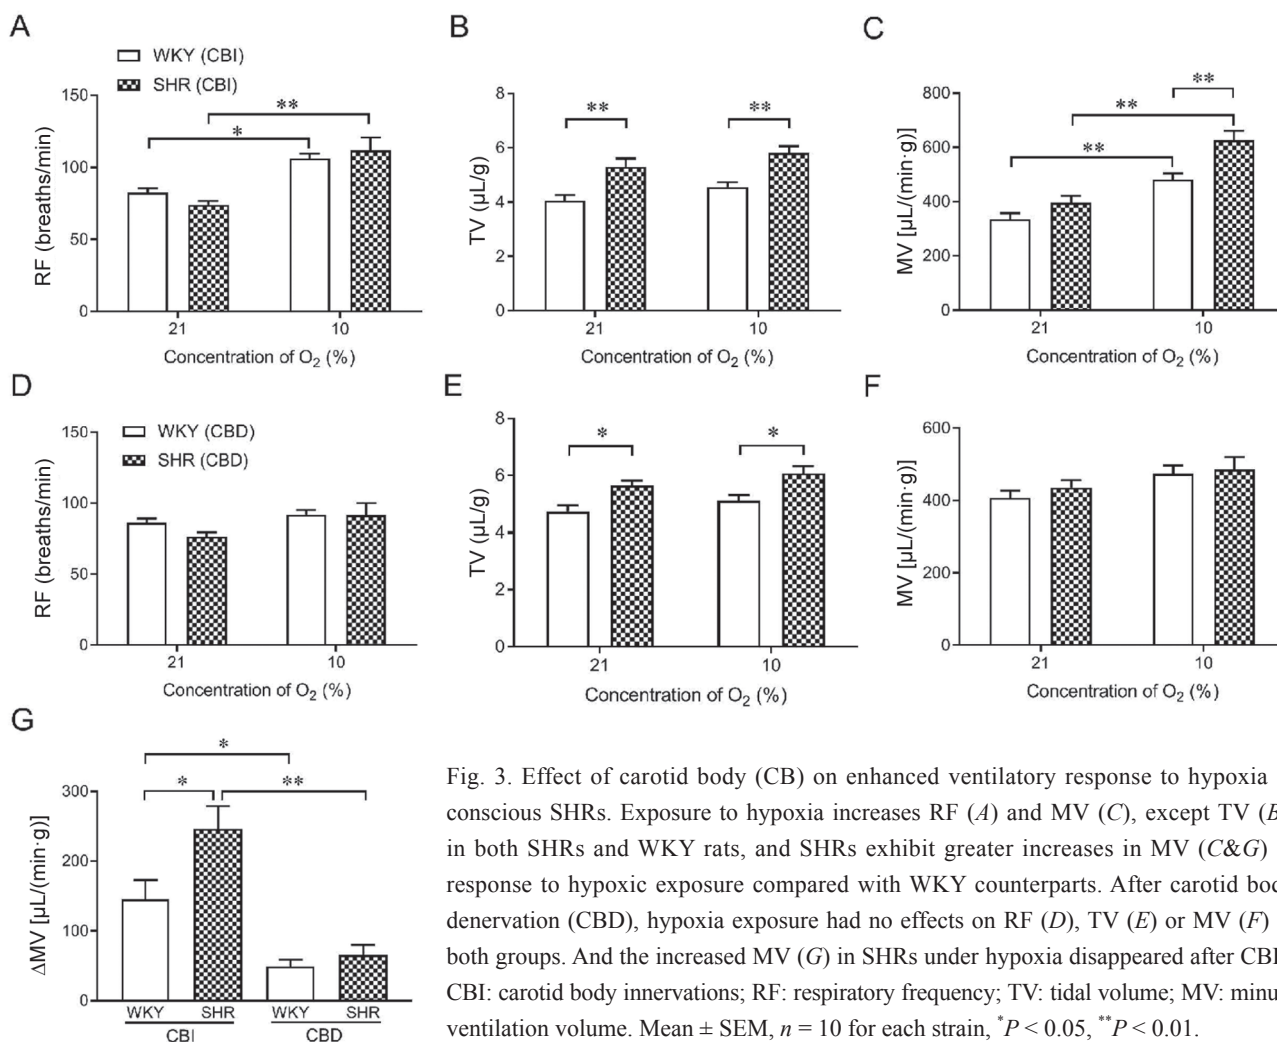 A
WKY (CBI)
SHR (CBI)
RF (breaths/min)
150
100
50
0
*
**
21
10
Concentration of O₂ (%)
B
TV (μL/g)
8
6
4
2
0
**
**
21
10
Concentration of O₂ (%)
C
MV [μL/(min·g)]
800
600
400
200
0
**
**
**
21
10
Concentration of O₂ (%)
D
WKY (CBD)
SHR (CBD)
RF (breaths/min)
150
100
50
0
21
10
Concentration of O₂ (%)
E
TV (μL/g)
8
6
4
2
0
*
*
21
10
Concentration of O₂ (%)
F
MV [μL/(min·g)]
600
400
200
0
21
10
Concentration of O₂ (%)
G
ΔMV [μL/(min·g)]
300
200
100
0
*
*
**
WKY SHR WKY SHR
CBI CBD
Fig. 3. Effect of carotid body (CB) on enhanced ventilatory response to hypoxia
conscious SHRs. Exposure to hypoxia increases RF (A) and MV (C), except TV (B
in both SHRs and WKY rats, and SHRs exhibit greater increases in MV (C&G)
response to hypoxic exposure compared with WKY counterparts. After carotid bod
denervation (CBD), hypoxia exposure had no effects on RF (D), TV (E) or MV (F)
both groups. And the increased MV (G) in SHRs under hypoxia disappeared after CBD
CBI: carotid body innervations; RF: respiratory frequency; TV: tidal volume; MV: minu
ventilation volume. Mean ± SEM, n = 10 for each strain, *P < 0.05, **P < 0.01.